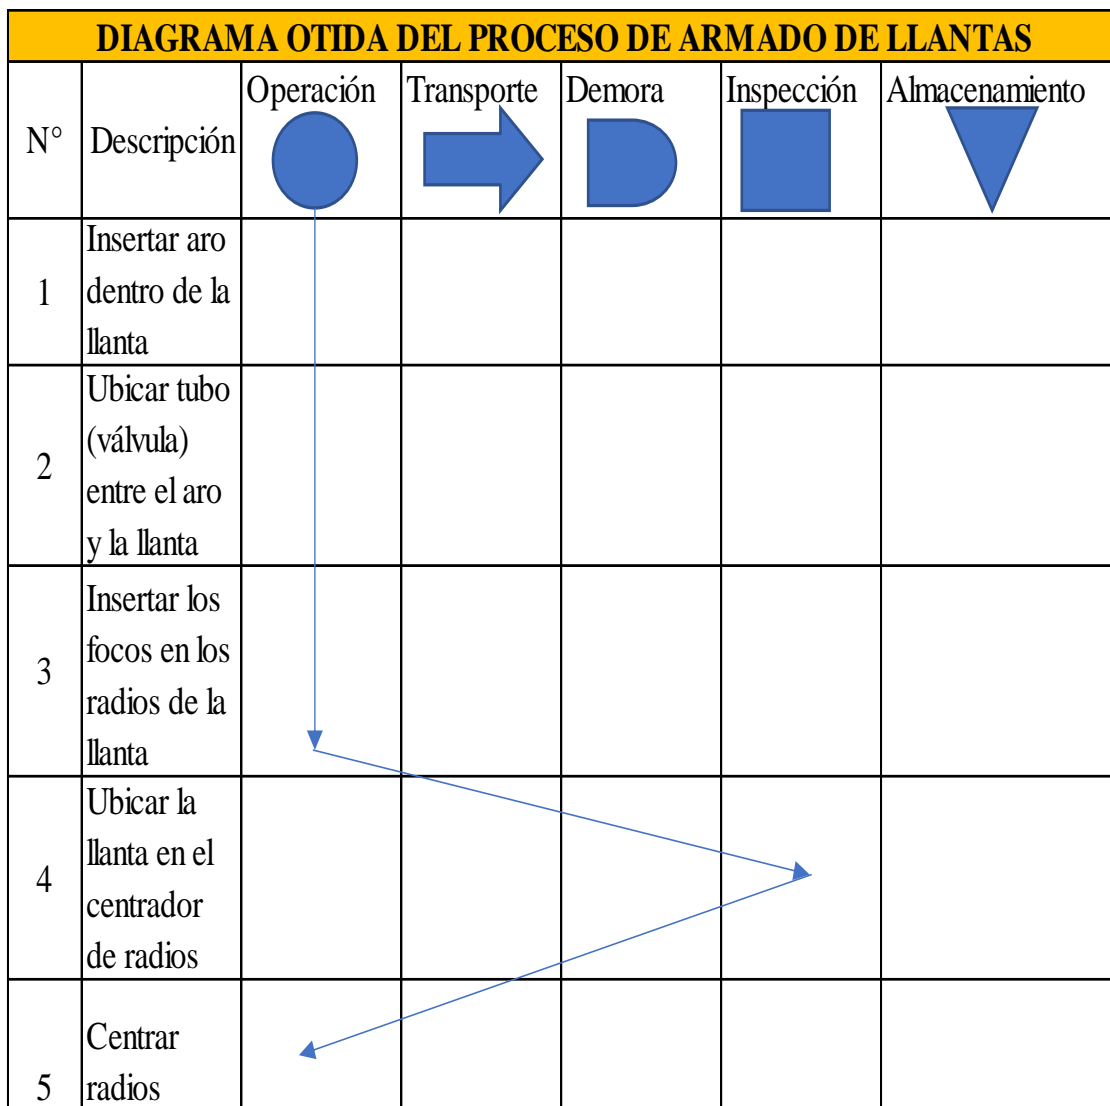 DIAGRAMA OTIDA DEL PROCESO DE ARMADO DE LLANTAS
N°
Descripción
Operación
Transporte
Demora
Inspección
Almacenamiento
1
Insertar aro
dentro de la
llanta
2
Ubicar tubo
(válvula)
entre el aro
y la llanta
3
Insertar los
focos en los
radios de la
llanta
4
Ubicar la
llanta en el
centrador
de radios
5
Centrar
radios